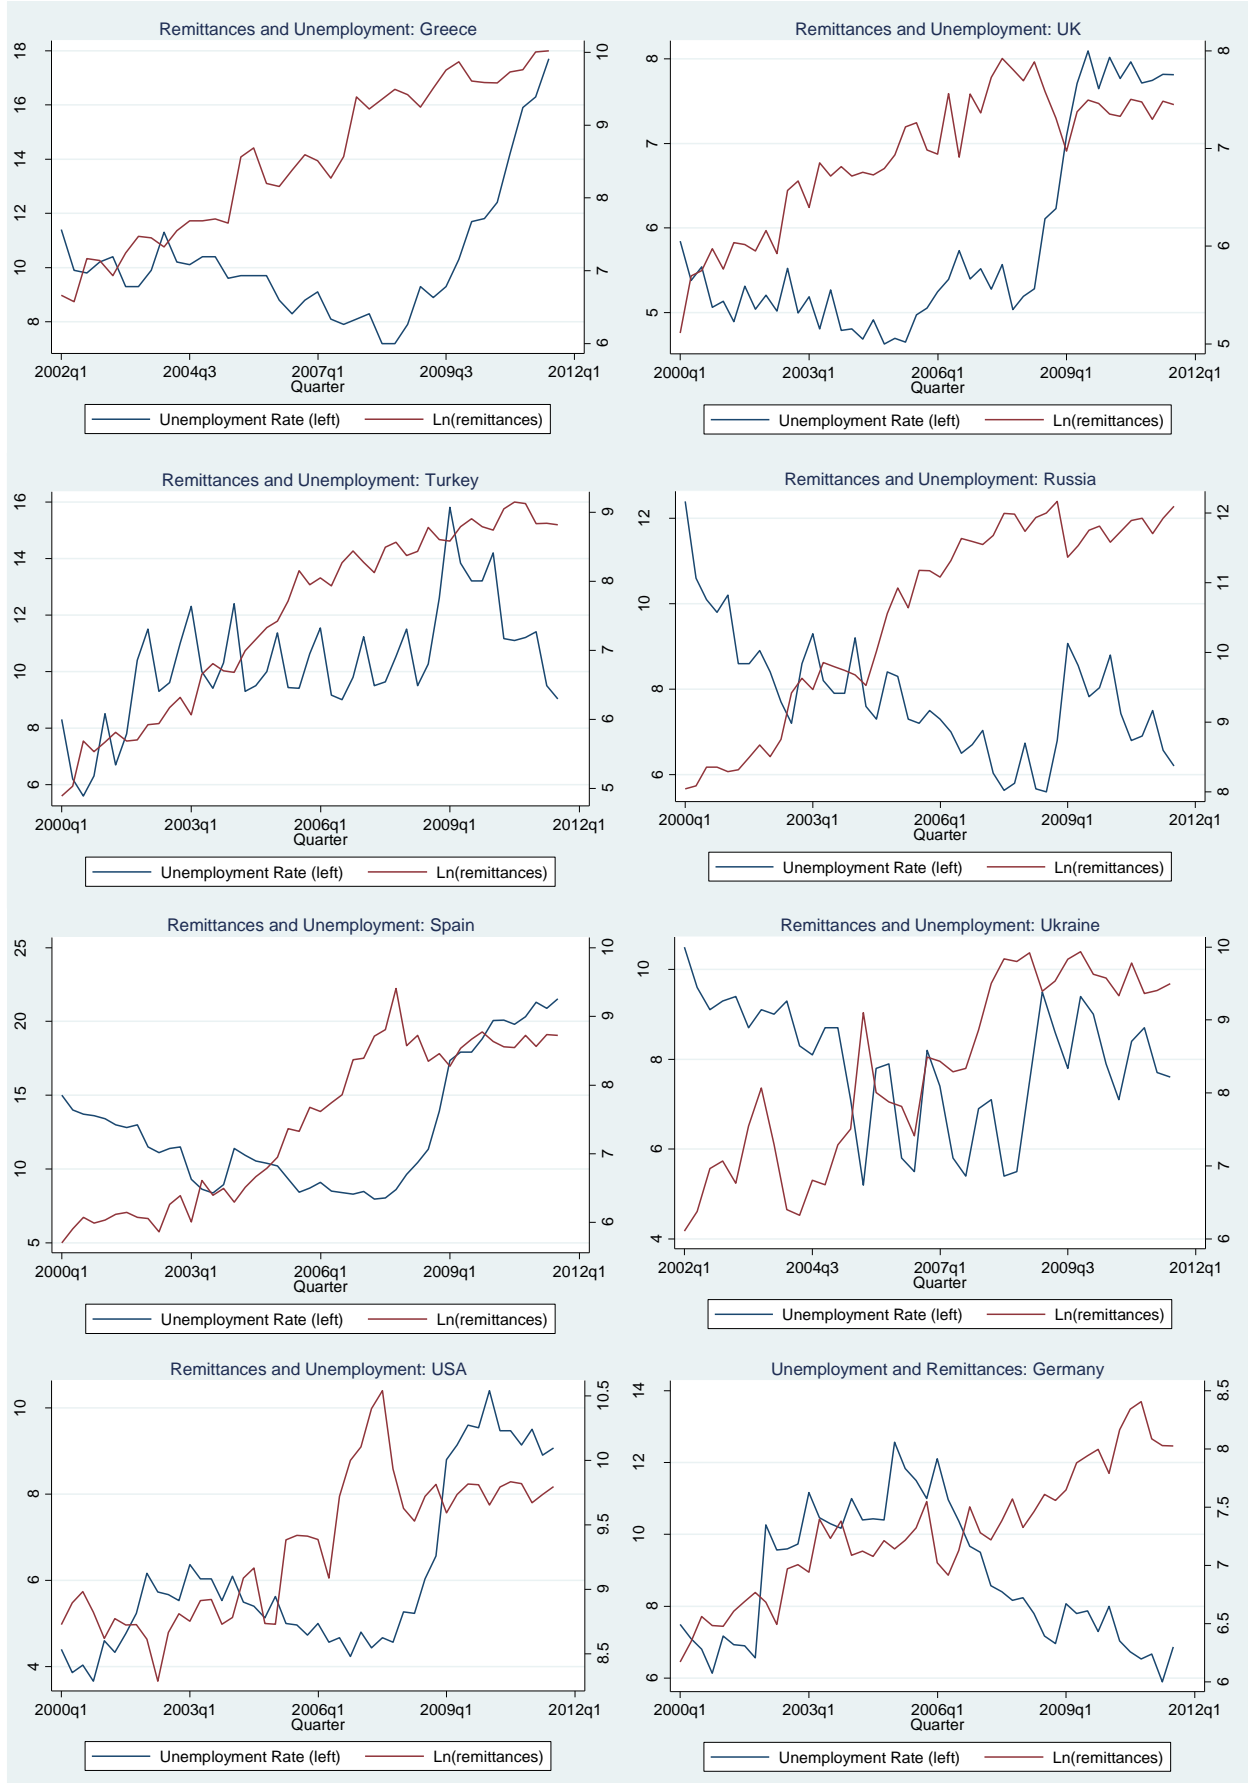 Remittances and Unemployment: Greece
18
16
14
12
10
8
10
9
8
7
6
2002q1 2004q3 2007q1 2009q3 2012q1
Quarter
Unemployment Rate (left) Ln(remittances)
Remittances and Unemployment: UK
8
7
6
5
8
7
6
5
2000q1 2003q1 2006q1 2009q1 2012q1
Quarter
Unemployment Rate (left) Ln(remittances)
Remittances and Unemployment: Turkey
16
14
12
10
8
6
9
8
7
6
5
2000q1 2003q1 2006q1 2009q1 2012q1
Quarter
Unemployment Rate (left) Ln(remittances)
Remittances and Unemployment: Russia
12
10
8
6
12
11
10
9
8
2000q1 2003q1 2006q1 2009q1 2012q1
Quarter
Unemployment Rate (left) Ln(remittances)
Remittances and Unemployment: Spain
25
20
15
10
5
10
9
8
7
6
2000q1 2003q1 2006q1 2009q1 2012q1
Quarter
Unemployment Rate (left) Ln(remittances)
Remittances and Unemployment: Ukraine
10
8
6
4
10
9
8
7
6
2002q1 2004q3 2007q1 2009q3 2012q1
Quarter
Unemployment Rate (left) Ln(remittances)
Remittances and Unemployment: USA
10
8
6
4
10.5
10
9.5
9
8.5
2000q1 2003q1 2006q1 2009q1 2012q1
Quarter
Unemployment Rate (left) Ln(remittances)
Unemployment and Remittances: Germany
14
12
10
8
6
8.5
8
7.5
7
6.5
6
2000q1 2003q1 2006q1 2009q1 2012q1
Quarter
Unemployment Rate (left) Ln(remittances)